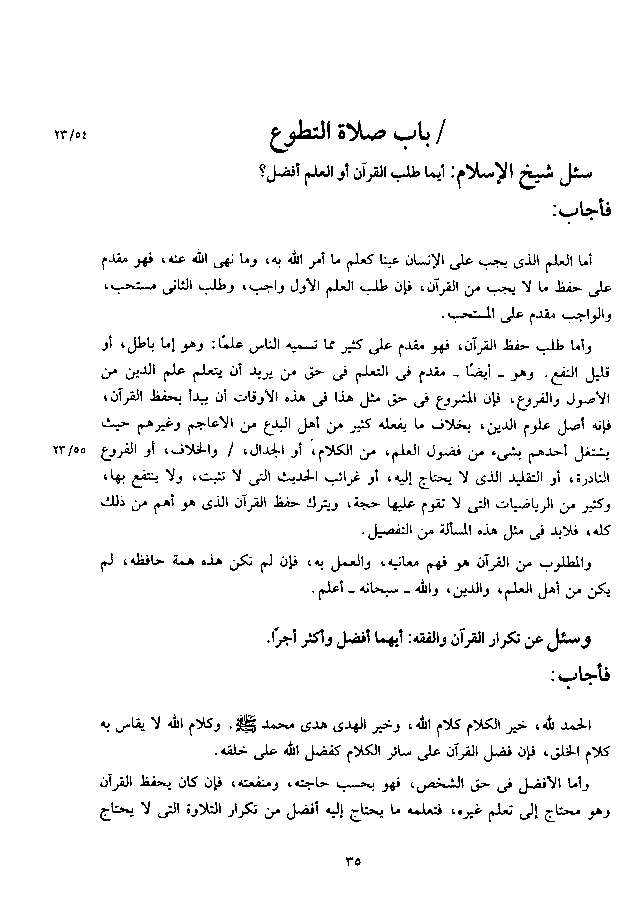 / باب صلاة التطوع
٢٣/٥٤
سئل شيخ الإسلام: أيما طلب القرآن أو العلم أفضل؟
فأجاب:
أما العلم الذى يجب على الإنسان عينا كعلم ما أمر الله به، وما نهى الله عنه، فهو مقدم
على حفظ ما لا يجب من القرآن، فإن طلب العلم الأول واجب، وطلب الثانى مستحب،
والواجب مقدم على المستحب.
وأما طلب حفظ القرآن، فهو مقدم على كثير مما تسميه الناس علمًا: وهو إما باطل، أو
قليل النفع. وهو ـ أيضًا ـ مقدم فى التعلم فى حق من يريد أن يتعلم علم الدين من
الأصول والفروع، فإن المشروع فى حق مثل هذا فى هذه الأوقات أن يبدأ بحفظ القرآن،
فإنه أصل علوم الدين، بخلاف ما يفعله كثير من أهل البدع من الأعاجم وغيرهم حيث
يشتغل أحدهم بشىء من فضول العلم، من الكلام، أو الجدال، / والخلاف، أو الفروع
٢٣/٥٥
النادرة، أو التقليد الذى لا يحتاج إليه، أو غرائب الحديث التى لا تثبت، ولا ينتفع بها،
وكثير من الرياضيات التى لا تقوم عليها حجة، ويترك حفظ القرآن الذى هو أهم من ذلك
كله، فلابد فى مثل هذه المسألة من التفصيل.
والمطلوب من القرآن هو فهم معانيه، والعمل به، فإن لم تكن هذه همة حافظه، لم
يكن من أهل العلم، والدين، والله ـ سبحانه ـ أعلم.
وسئل عن تكرار القرآن والفقه: أيهما أفضل وأكثر أجرًا.
فأجاب:
الحمد لله، خير الكلام كلام الله، وخير الهدى هدى محمد ﷺ. وكلام الله لا يقاس به
كلام الخلق، فإن فضل القرآن على سائر الكلام كفضل الله على خلقه.
وأما الأفضل فى حق الشخص، فهو بحسب حاجته، ومنفعته، فإن كان يحفظ القرآن
وهو محتاج إلى تعلم غيره، فتعلمه ما يحتاج إليه أفضل من تكرار التلاوة التى لا يحتاج
٣٥